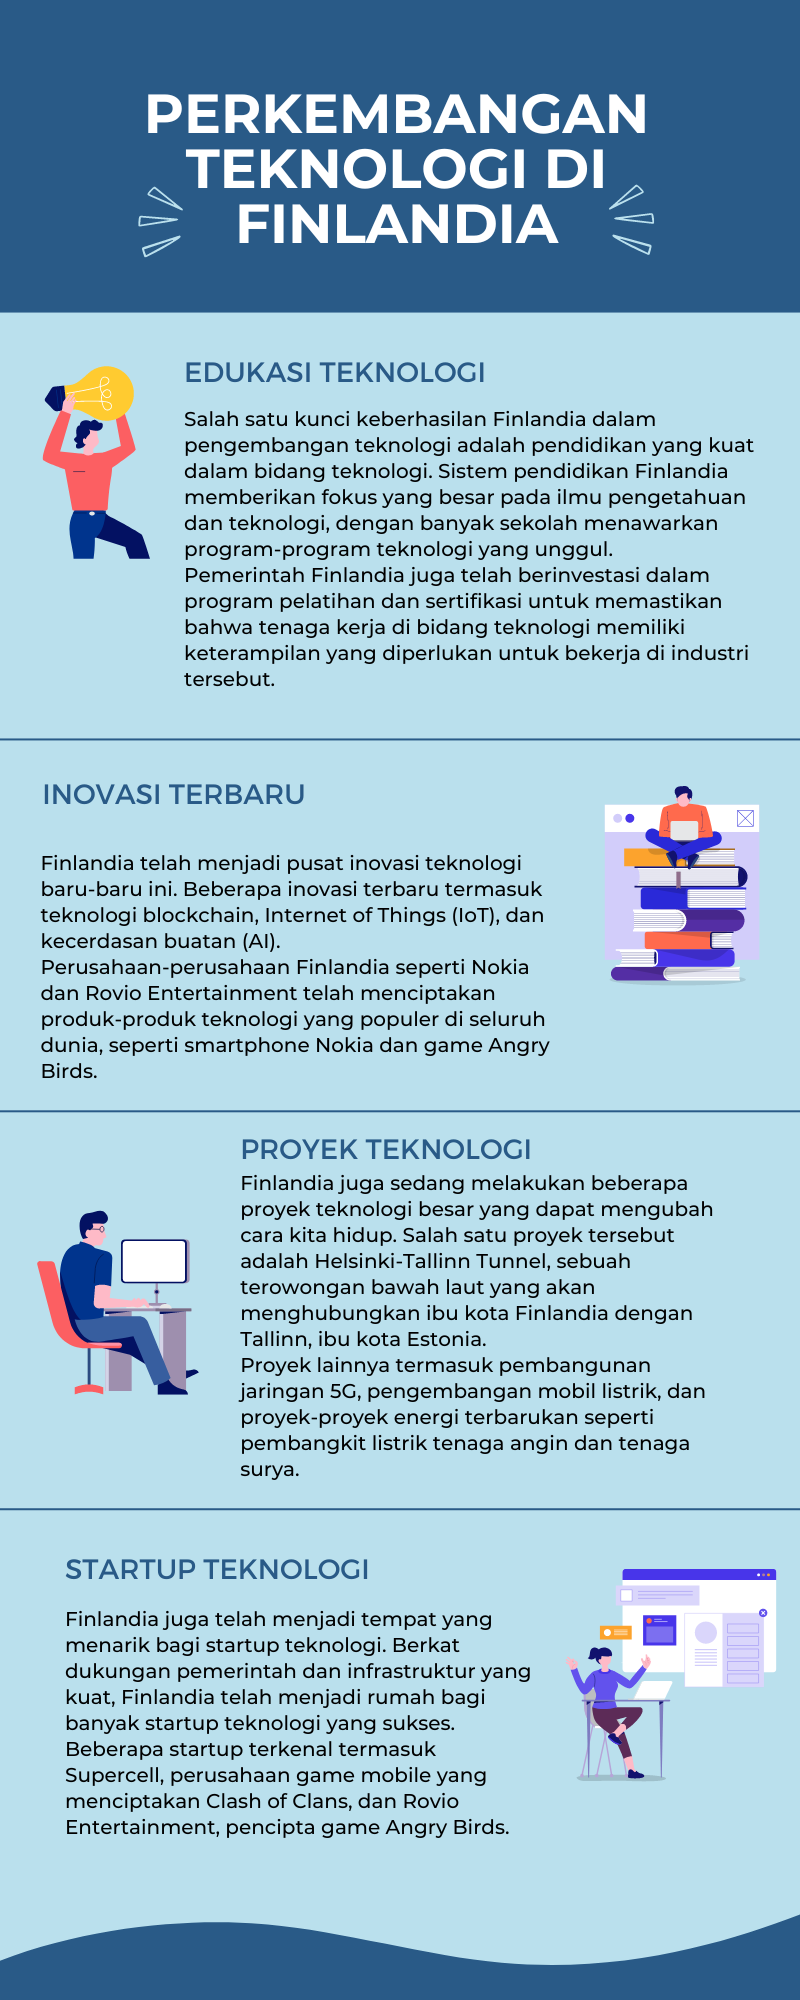 PERKEMBANGAN
TEKNOLOGI DI
FINLANDIA
EDUKASI TEKNOLOGI
Salah satu kunci keberhasilan Finlandia dalam
pengembangan teknologi adalah pendidikan yang kuat
dalam bidang teknologi. Sistem pendidikan Finlandia
memberikan fokus yang besar pada ilmu pengetahuan
dan teknologi, dengan banyak sekolah menawarkan
program-program teknologi yang unggul.
Pemerintah Finlandia juga telah berinvestasi dalam
program pelatihan dan sertifikasi untuk memastikan
bahwa tenaga kerja di bidang teknologi memiliki
keterampilan yang diperlukan untuk bekerja di industri
tersebut.
INOVASI TERBARU
Finlandia telah menjadi pusat inovasi teknologi
baru-baru ini. Beberapa inovasi terbaru termasuk
teknologi blockchain, Internet of Things (IoT), dan
kecerdasan buatan (AI).
Perusahaan-perusahaan Finlandia seperti Nokia
dan Rovio Entertainment telah menciptakan
produk-produk teknologi yang populer di seluruh
dunia, seperti smartphone Nokia dan game Angry
Birds.
PROYEK TEKNOLOGI
Finlandia juga sedang melakukan beberapa
proyek teknologi besar yang dapat mengubah
cara kita hidup. Salah satu proyek tersebut
adalah Helsinki-Tallinn Tunnel, sebuah
terowongan bawah laut yang akan
menghubungkan ibu kota Finlandia dengan
Tallinn, ibu kota Estonia.
Proyek lainnya termasuk pembangunan
jaringan 5G, pengembangan mobil listrik, dan
proyek-proyek energi terbarukan seperti
pembangkit listrik tenaga angin dan tenaga
surya.
STARTUP TEKNOLOGI
Finlandia juga telah menjadi tempat yang
menarik bagi startup teknologi. Berkat
dukungan pemerintah dan infrastruktur yang
kuat, Finlandia telah menjadi rumah bagi
banyak startup teknologi yang sukses.
Beberapa startup terkenal termasuk
Supercell, perusahaan game mobile yang
menciptakan Clash of Clans, dan Rovio
Entertainment, pencipta game Angry Birds.